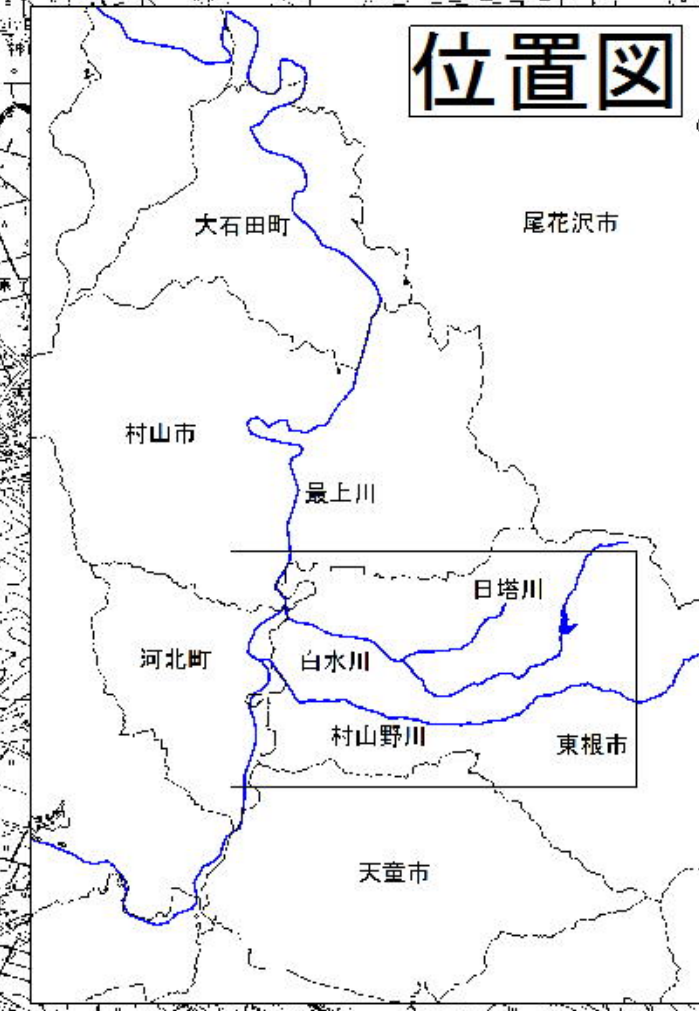 位置図
大石田町
尾花沢市
村山市
最上川
日塔川
河北町
白水川
村山野川
東根市
天童市